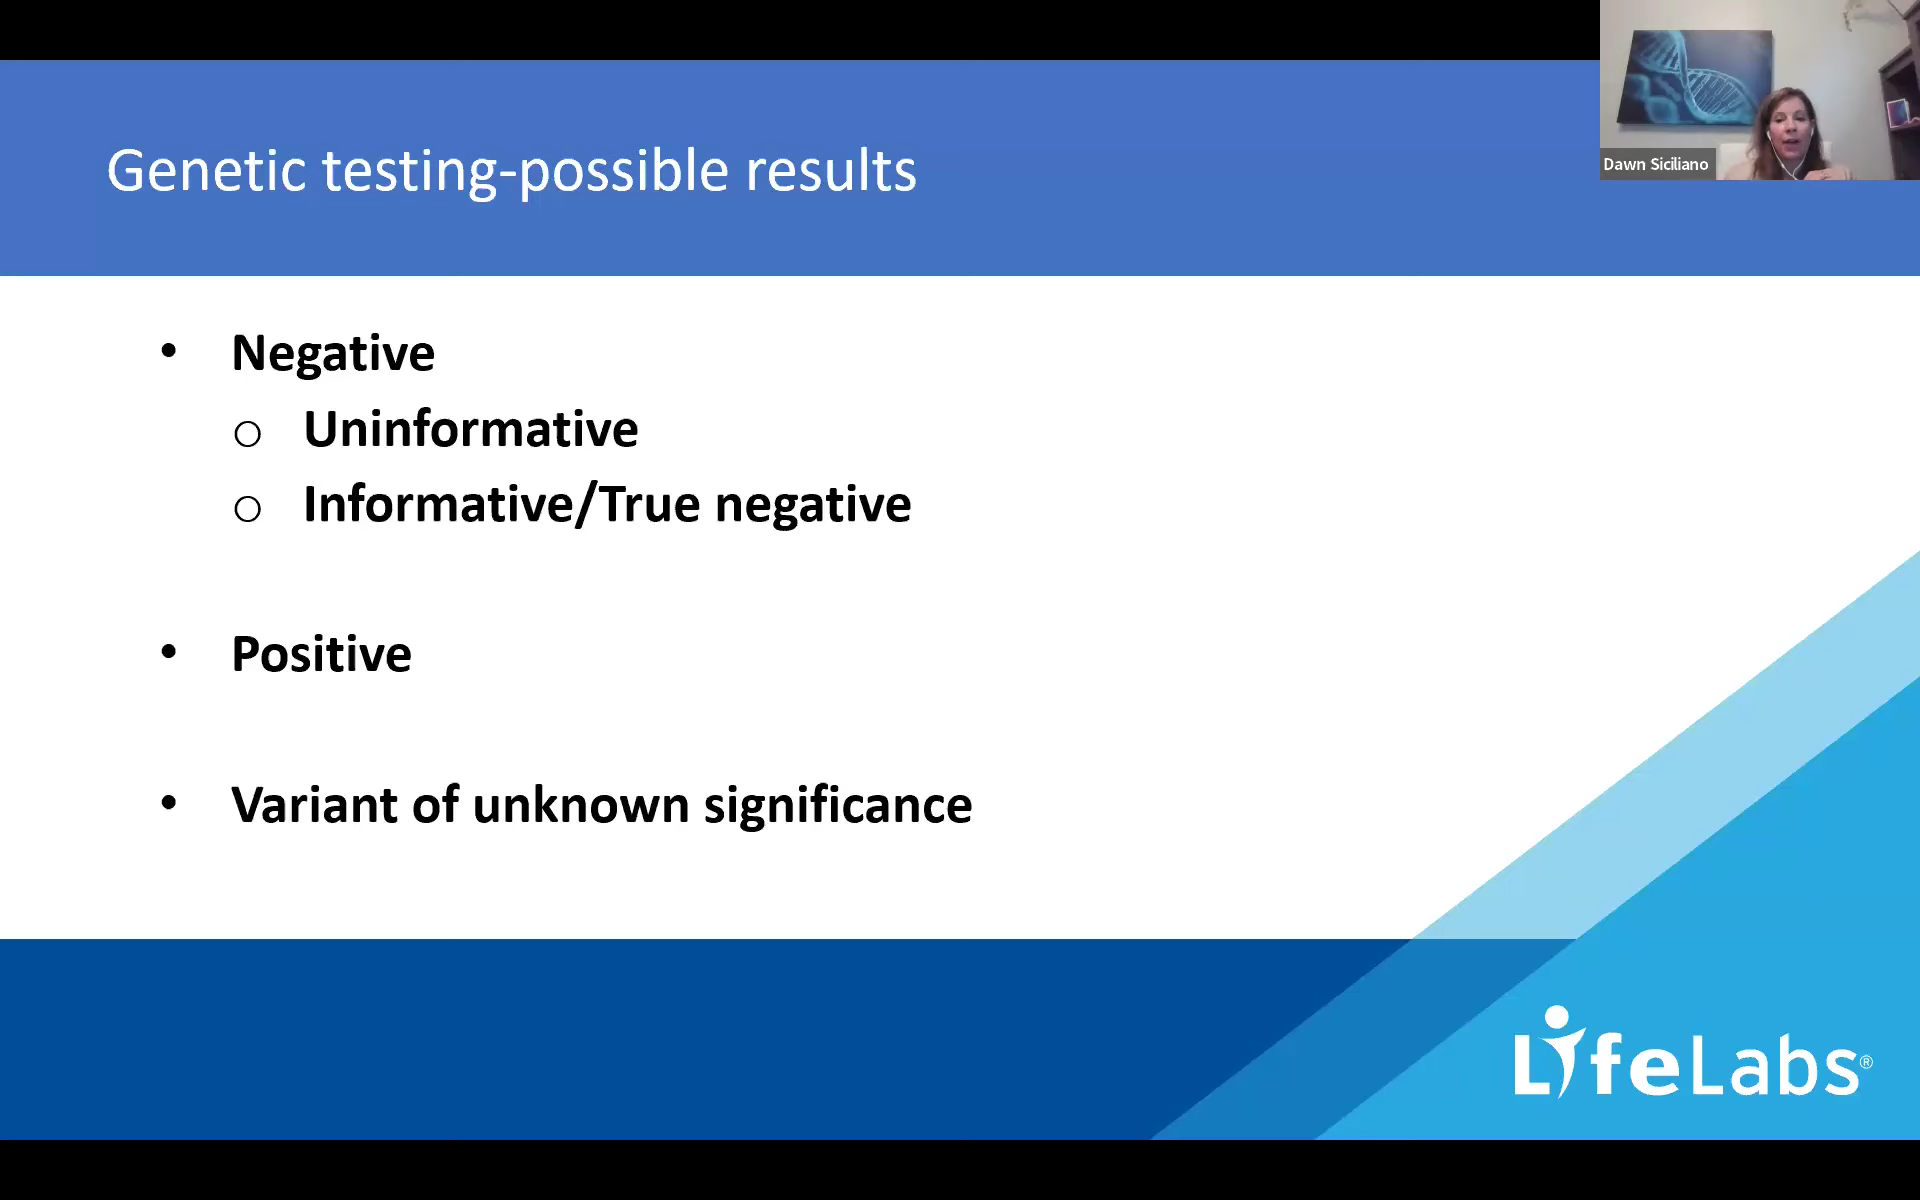 Genetic testing-possible results
Dawn Siciliano
• Negative
o Uninformative
o Informative/True negative
• Positive
• Variant of unknown significance
LifeLabs®